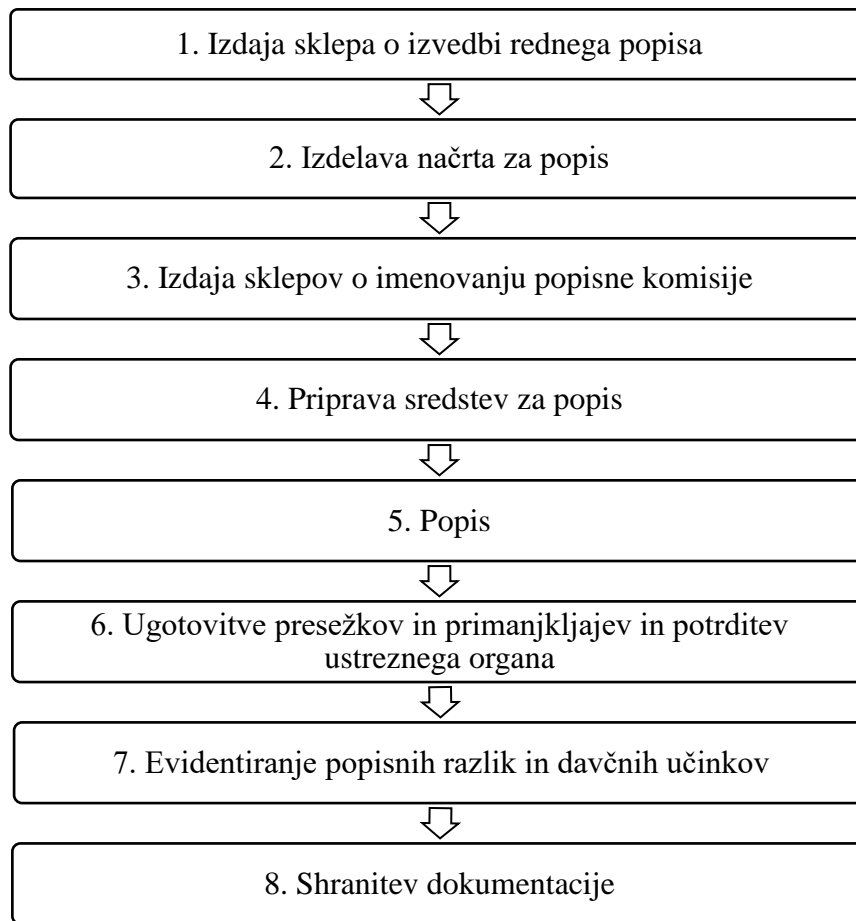 1. Izdaja sklepa o izvedbi rednega popisa
2. Izdelava načrta za popis
3. Izdaja sklepov o imenovanju popisne komisije
4. Priprava sredstev za popis
5. Popis
6. Ugotovitve presežkov in primanjkljajev in potrditev
ustreznega organa
7. Evidentiranje popisnih razlik in davčnih učinkov
8. Shranitev dokumentacije